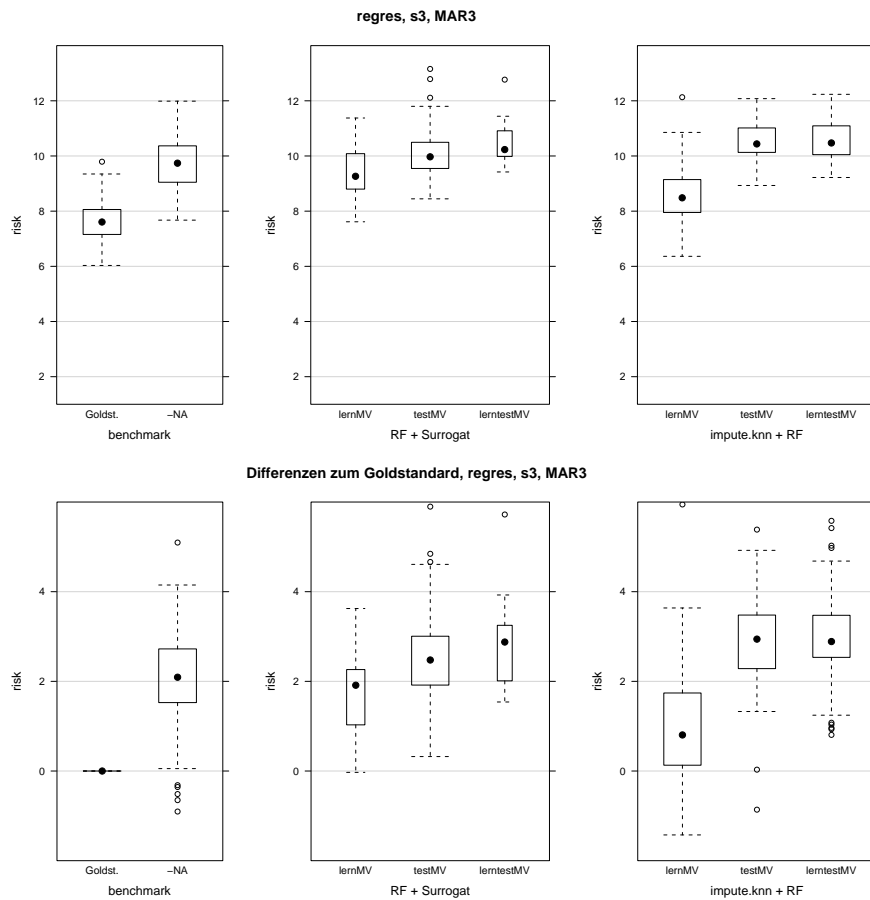 regres, s3, MAR3
risk
12
10
8
6
4
2
Goldst.
−NA
benchmark
risk
12
10
8
6
4
2
lernMV
testMV
lerntestMV
RF + Surrogat
risk
12
10
8
6
4
2
lernMV
testMV
lerntestMV
impute.knn + RF
Differenzen zum Goldstandard, regres, s3, MAR3
risk
4
2
0
Goldst.
−NA
benchmark
risk
4
2
0
lernMV
testMV
lerntestMV
RF + Surrogat
risk
4
2
0
lernMV
testMV
lerntestMV
impute.knn + RF